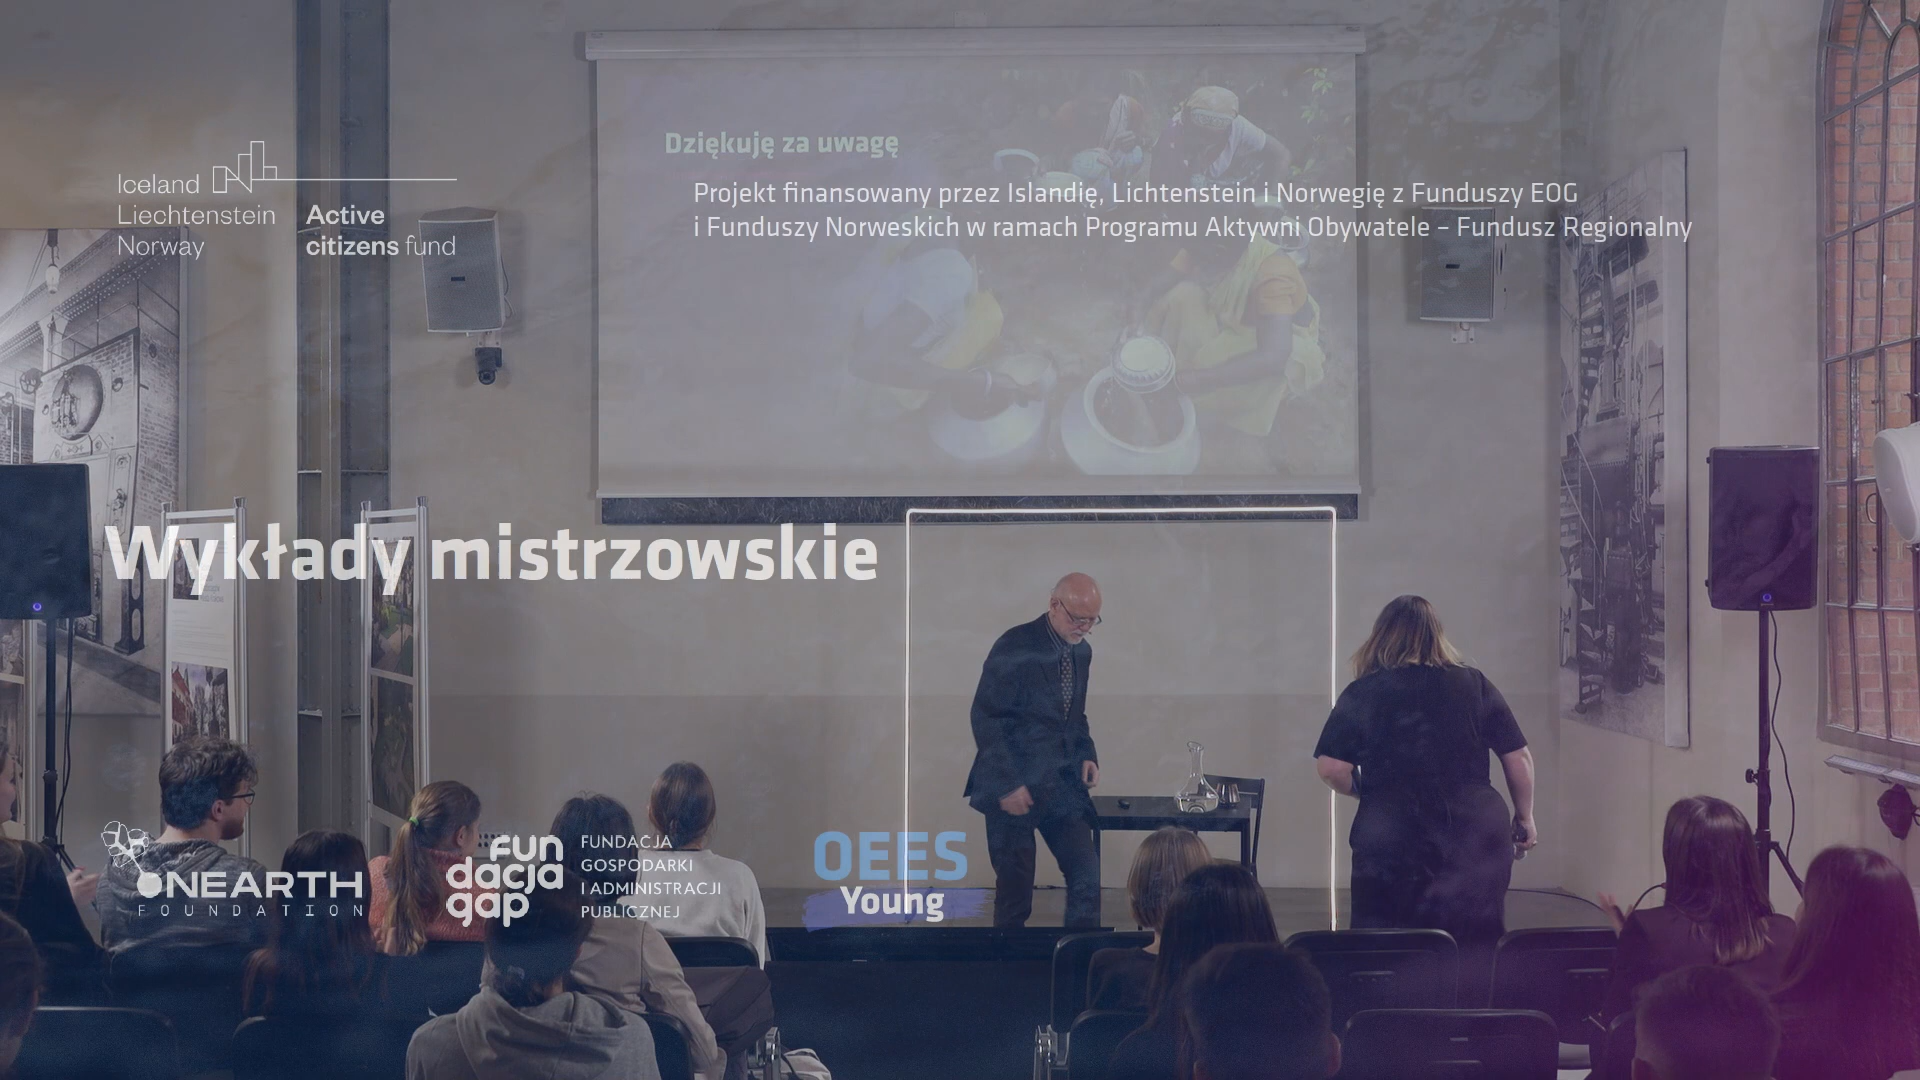 Dziękuję za uwagę
Iceland
Liechtenstein
Norway
Active
citizens fund
Projekt finansowany przez Islandię, Lichtenstein i Norwegię z Funduszy EOG
i Funduszy Norweskich w ramach Programu Aktywni Obywatele – Fundusz Regionalny
Wykłady mistrzowskie
ONEARTH
FOUNDATION
fun
dacja
gap
FUNDACJA
GOSPODARKI
I ADMINISTRACJI
PUBLICZNEJ
OEES
Young